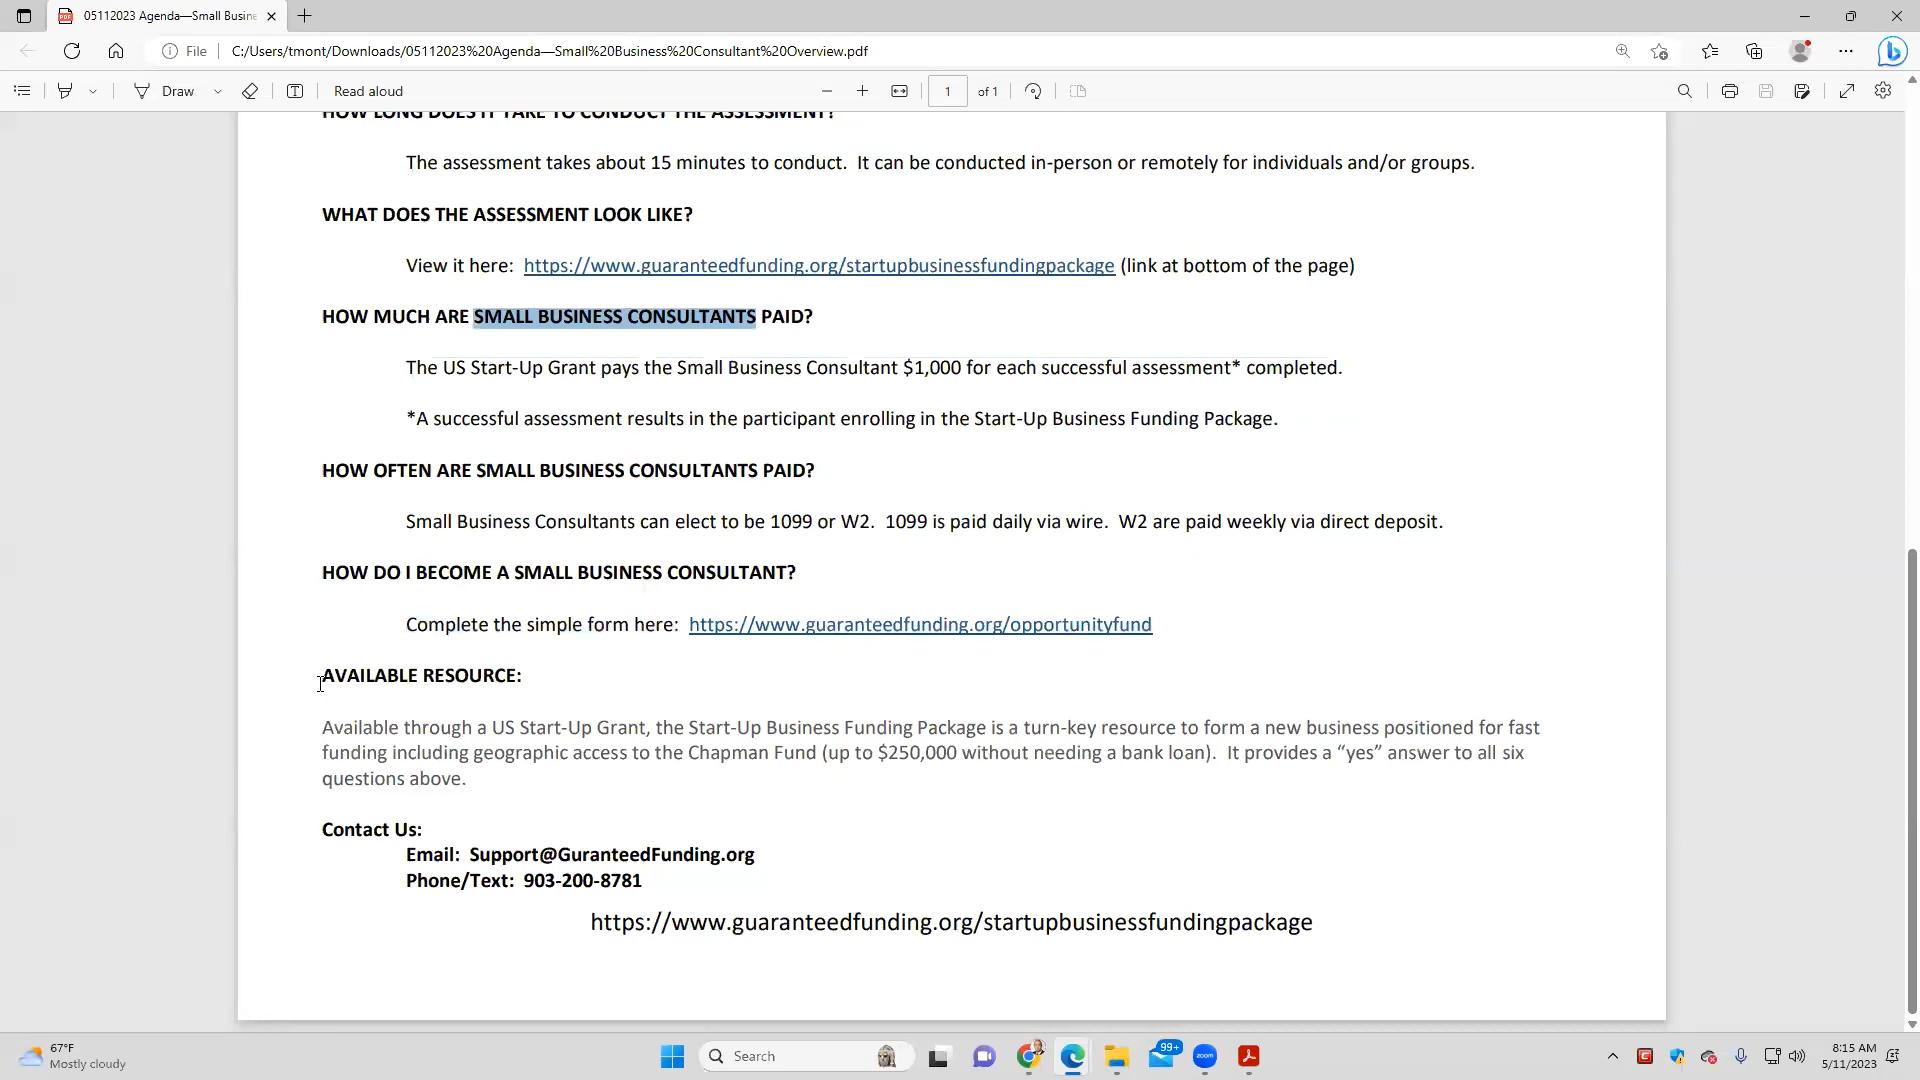 05112023 Agenda—Small Busine
File
C:/Users/tmont/Downloads/05112023%20Agenda—Small%20Business%20Consultant%20Overview.pdf
Draw
Read aloud
1
of 1
HOW LONG DOES IT TAKE TO CONDUCT THE ASSESSMENT?
The assessment takes about 15 minutes to conduct. It can be conducted in-person or remotely for individuals and/or groups.
WHAT DOES THE ASSESSMENT LOOK LIKE?
View it here: https://www.guaranteedfunding.org/startupbusinessfundingpackage (link at bottom of the page)
HOW MUCH ARE SMALL BUSINESS CONSULTANTS PAID?
The US Start-Up Grant pays the Small Business Consultant $1,000 for each successful assessment* completed.
*A successful assessment results in the participant enrolling in the Start-Up Business Funding Package.
HOW OFTEN ARE SMALL BUSINESS CONSULTANTS PAID?
Small Business Consultants can elect to be 1099 or W2. 1099 is paid daily via wire. W2 are paid weekly via direct deposit.
HOW DO I BECOME A SMALL BUSINESS CONSULTANT?
Complete the simple form here: https://www.guaranteedfunding.org/opportunityfund
AVAILABLE RESOURCE:
Available through a US Start-Up Grant, the Start-Up Business Funding Package is a turn-key resource to form a new business positioned for fast
funding including geographic access to the Chapman Fund (up to $250,000 without needing a bank loan). It provides a “yes” answer to all six
questions above.
Contact Us:
Email: Support@GuranteedFunding.org
Phone/Text: 903-200-8781
https://www.guaranteedfunding.org/startupbusinessfundingpackage
67°F
Mostly cloudy
Search
99+
zoom
8:15 AM
5/11/2023